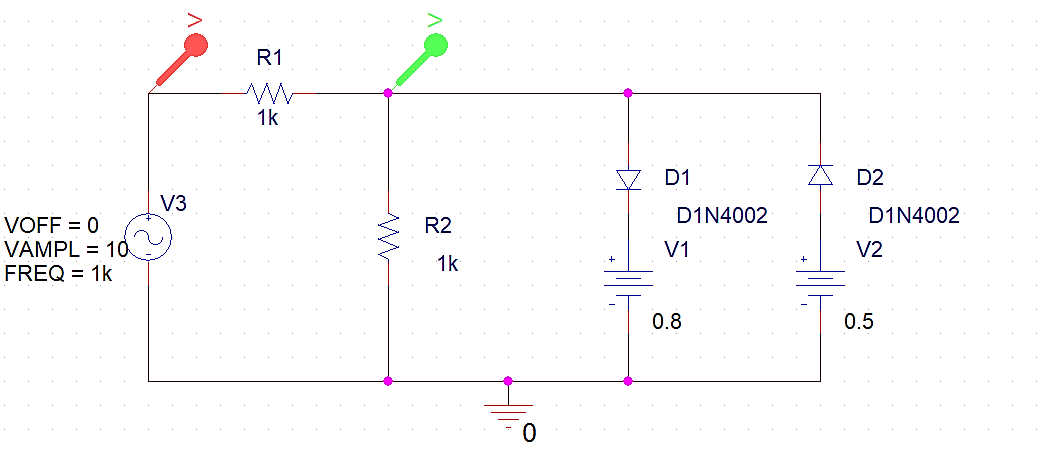 V
V
R1
1k
V3
VOFF = 0
VAMPL = 10
FREQ = 1k
+
-
R2
1k
D1
D1N4002
V1
+
-
0.8
D2
D1N4002
V2
+
-
0.5
0